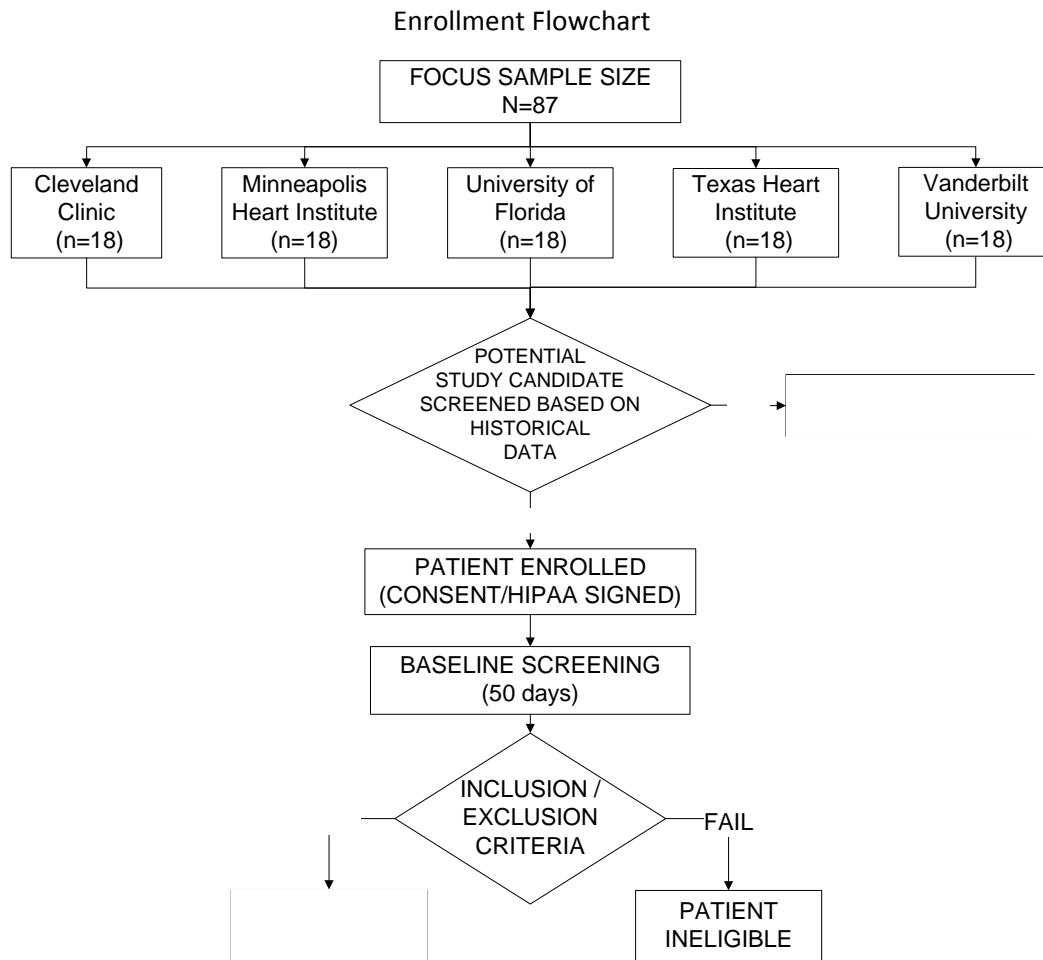 Enrollment Flowchart
FOCUS SAMPLE SIZE
N=87
Cleveland
Clinic
(n=18)
Minneapolis
Heart Institute
(n=18)
University of
Florida
(n=18)
Texas Heart
Institute
(n=18)
Vanderbilt
University
(n=18)
POTENTIAL
STUDY CANDIDATE
SCREENED BASED ON
HISTORICAL
DATA
PATIENT ENROLLED
(CONSENT/HIPAA SIGNED)
BASELINE SCREENING
(50 days)
INCLUSION /
EXCLUSION
CRITERIA
FAIL
PATIENT
INELIGIBLE